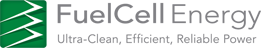 FuelCell Energy
Ultra-Clean, Efficient, Reliable Power